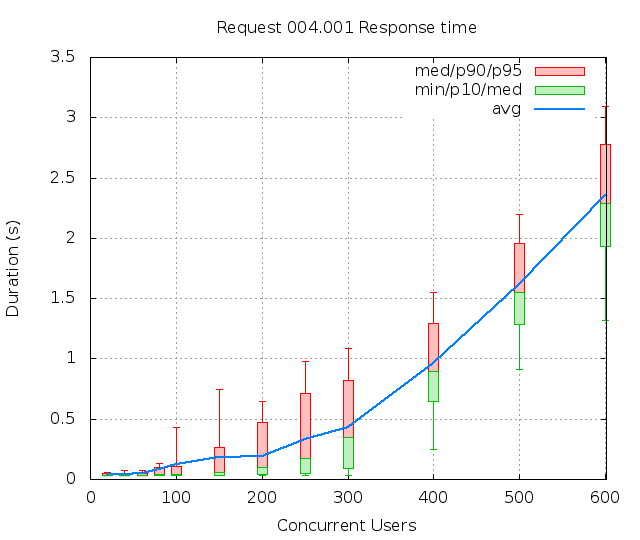 Request 004.001 Response time
3.5
3
2.5
2
1.5
1
0.5
0
Duration (s)
med/p90/p95
min/p10/med
avg
0 100 200 300 400 500 600
Concurrent Users